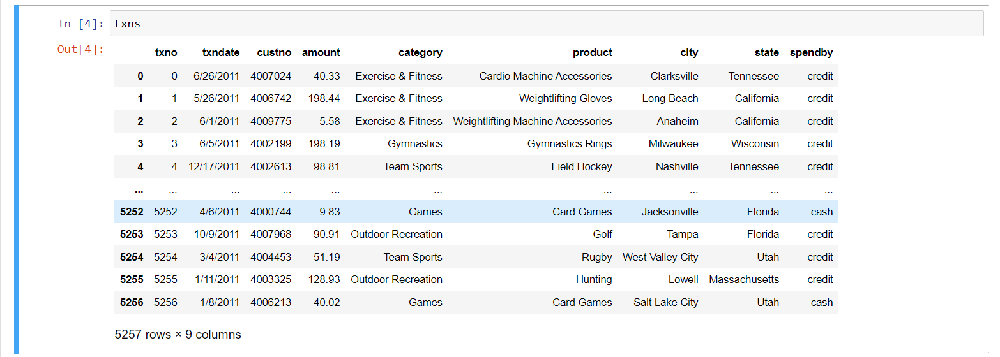 In [4]: txns
Out[4]:
txno txndate custno amount category product city state spendby
0 0 6/26/2011 4007024 40.33 Exercise & Fitness Cardio Machine Accessories Clarksville Tennessee credit
1 1 5/26/2011 4006742 198.44 Exercise & Fitness Weightlifting Gloves Long Beach California credit
2 2 6/1/2011 4009775 5.58 Exercise & Fitness Weightlifting Machine Accessories Anaheim California credit
3 3 6/5/2011 4002199 198.19 Gymnastics Gymnastics Rings Milwaukee Wisconsin credit
4 4 12/17/2011 4002613 98.81 Team Sports Field Hockey Nashville Tennessee credit
... ... ... ... ... ... ... ... ... ...
5252 5252 4/6/2011 4000744 9.83 Games Card Games Jacksonville Florida cash
5253 5253 10/9/2011 4007968 90.91 Outdoor Recreation Golf Tampa Florida credit
5254 5254 3/4/2011 4004453 51.19 Team Sports Rugby West Valley City Utah credit
5255 5255 1/11/2011 4003325 128.93 Outdoor Recreation Hunting Lowell Massachusetts credit
5256 5256 1/8/2011 4006213 40.02 Games Card Games Salt Lake City Utah cash
5257 rows × 9 columns